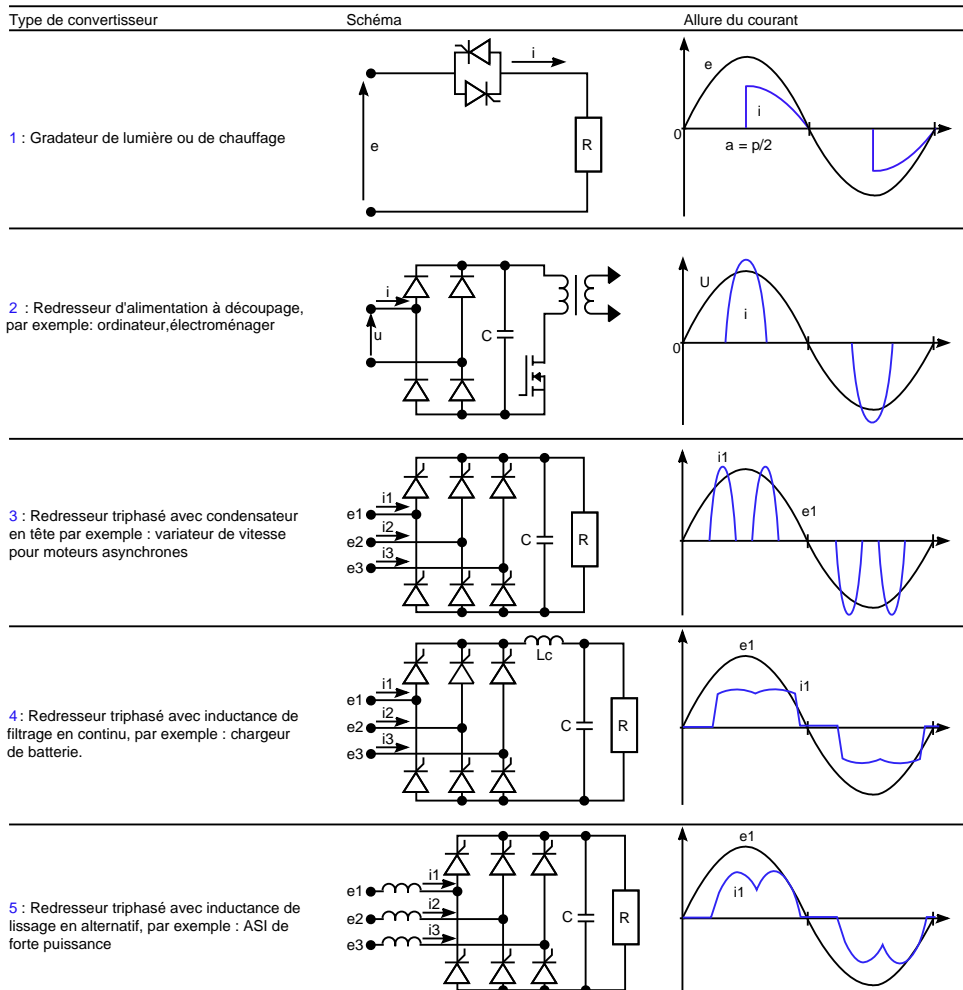 Type de convertisseur
Schéma
Allure du courant
1 : Gradateur de lumière ou de chauffage
i
e
R
e
i
0
a = p/2
2 : Redresseur d'alimentation à découpage,
par exemple: ordinateur,électroménager
i
u
C
U
i
0
3 : Redresseur triphasé avec condensateur
en tête par exemple : variateur de vitesse
pour moteurs asynchrones
i1
e1
i2
e2
i3
e3
C
R
i1
e1
4 : Redresseur triphasé avec inductance de
filtrage en continu, par exemple : chargeur
de batterie.
Lc
i1
e1
i2
e2
i3
e3
C
R
e1
i1
5 : Redresseur triphasé avec inductance de
lissage en alternatif, par exemple : ASI de
forte puissance
i1
e1
i2
e2
i3
e3
C
R
e1
i1